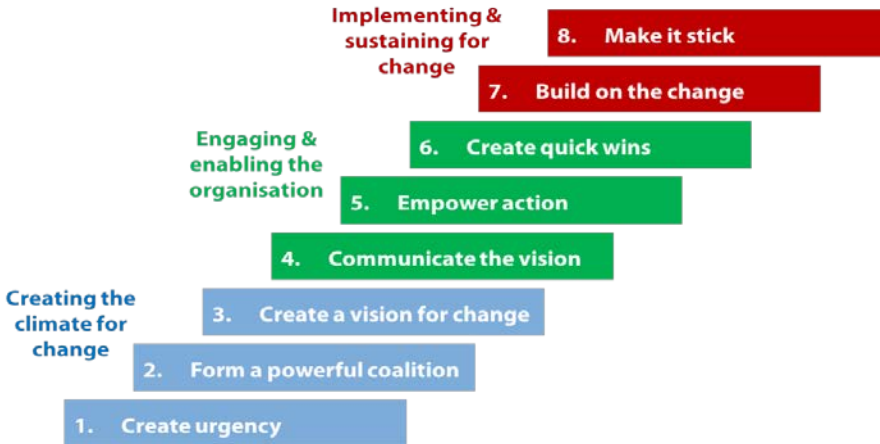 Implementing &
sustaining for
change
8. Make it stick
7. Build on the change
Engaging &
enabling the
organisation
6. Create quick wins
5. Empower action
4. Communicate the vision
Creating the
climate for
change
3. Create a vision for change
2. Form a powerful coalition
1. Create urgency